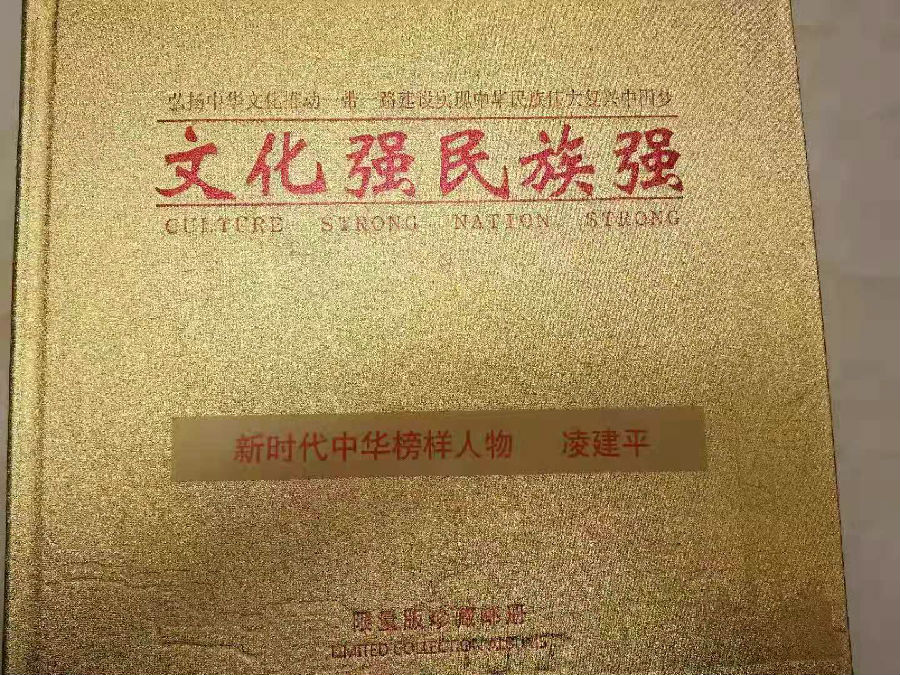 弘扬中华文化推动一带一路建设实现中华民族伟大复兴中国梦
文化强民族强
CULTURE STRONG NATION STRONG
新时代中华榜样人物 凌建平
限量版珍藏邮册
LIMITED COLLECTION ALBUMS